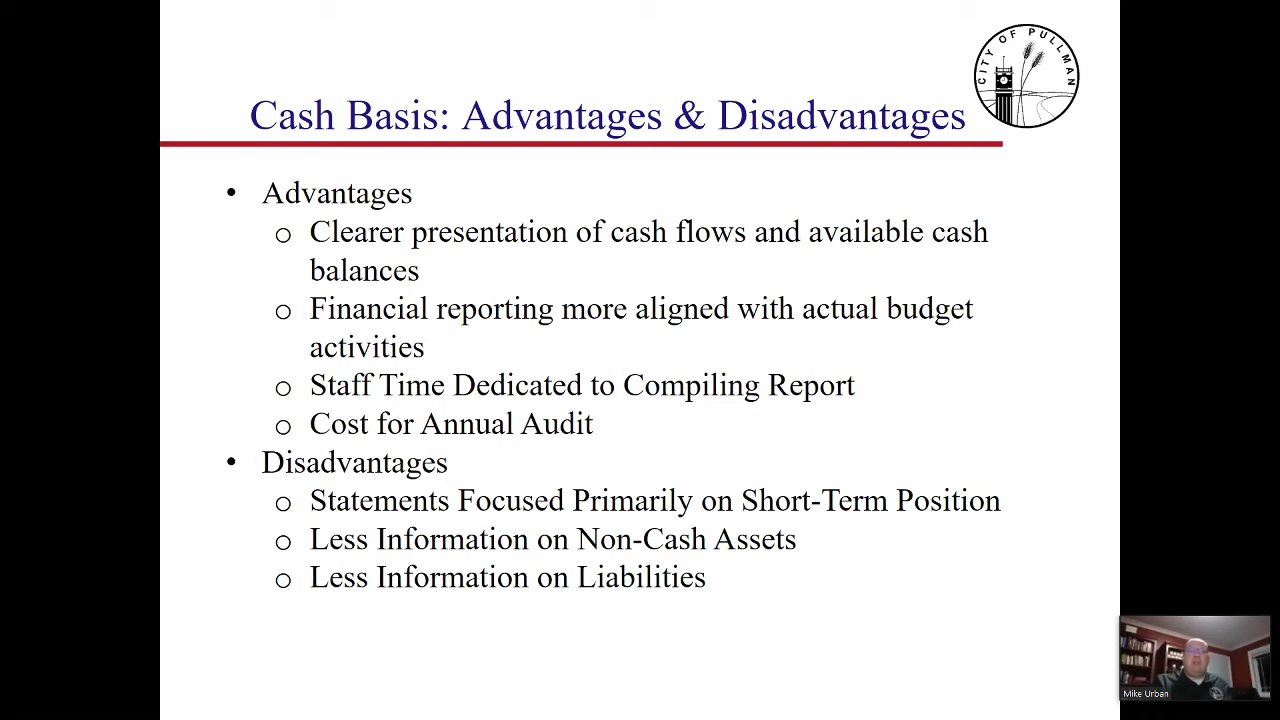 CITY OF PULLMAN
Cash Basis: Advantages & Disadvantages
• Advantages
o Clearer presentation of cash flows and available cash
balances
o Financial reporting more aligned with actual budget
activities
o Staff Time Dedicated to Compiling Report
o Cost for Annual Audit
• Disadvantages
o Statements Focused Primarily on Short-Term Position
o Less Information on Non-Cash Assets
o Less Information on Liabilities
Mike Urban